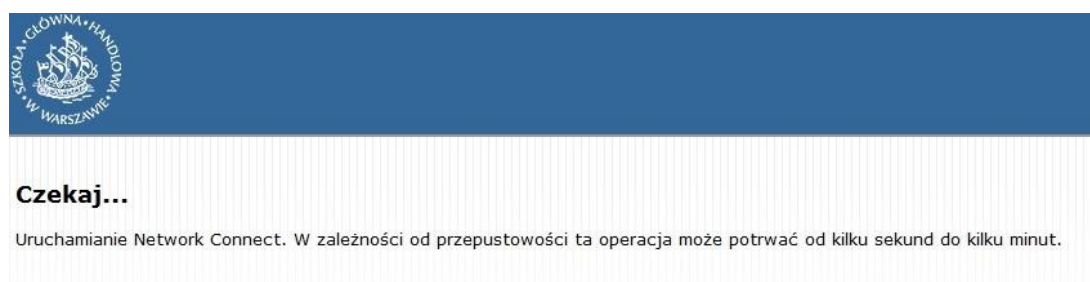 SZKOŁA • GŁÓWNA • HANDLOWA • W WARSZAWIE •
Czekaj...
Uruchamianie Network Connect. W zależności od przepustowości ta operacja może potrwać od kilku sekund do kilku minut.